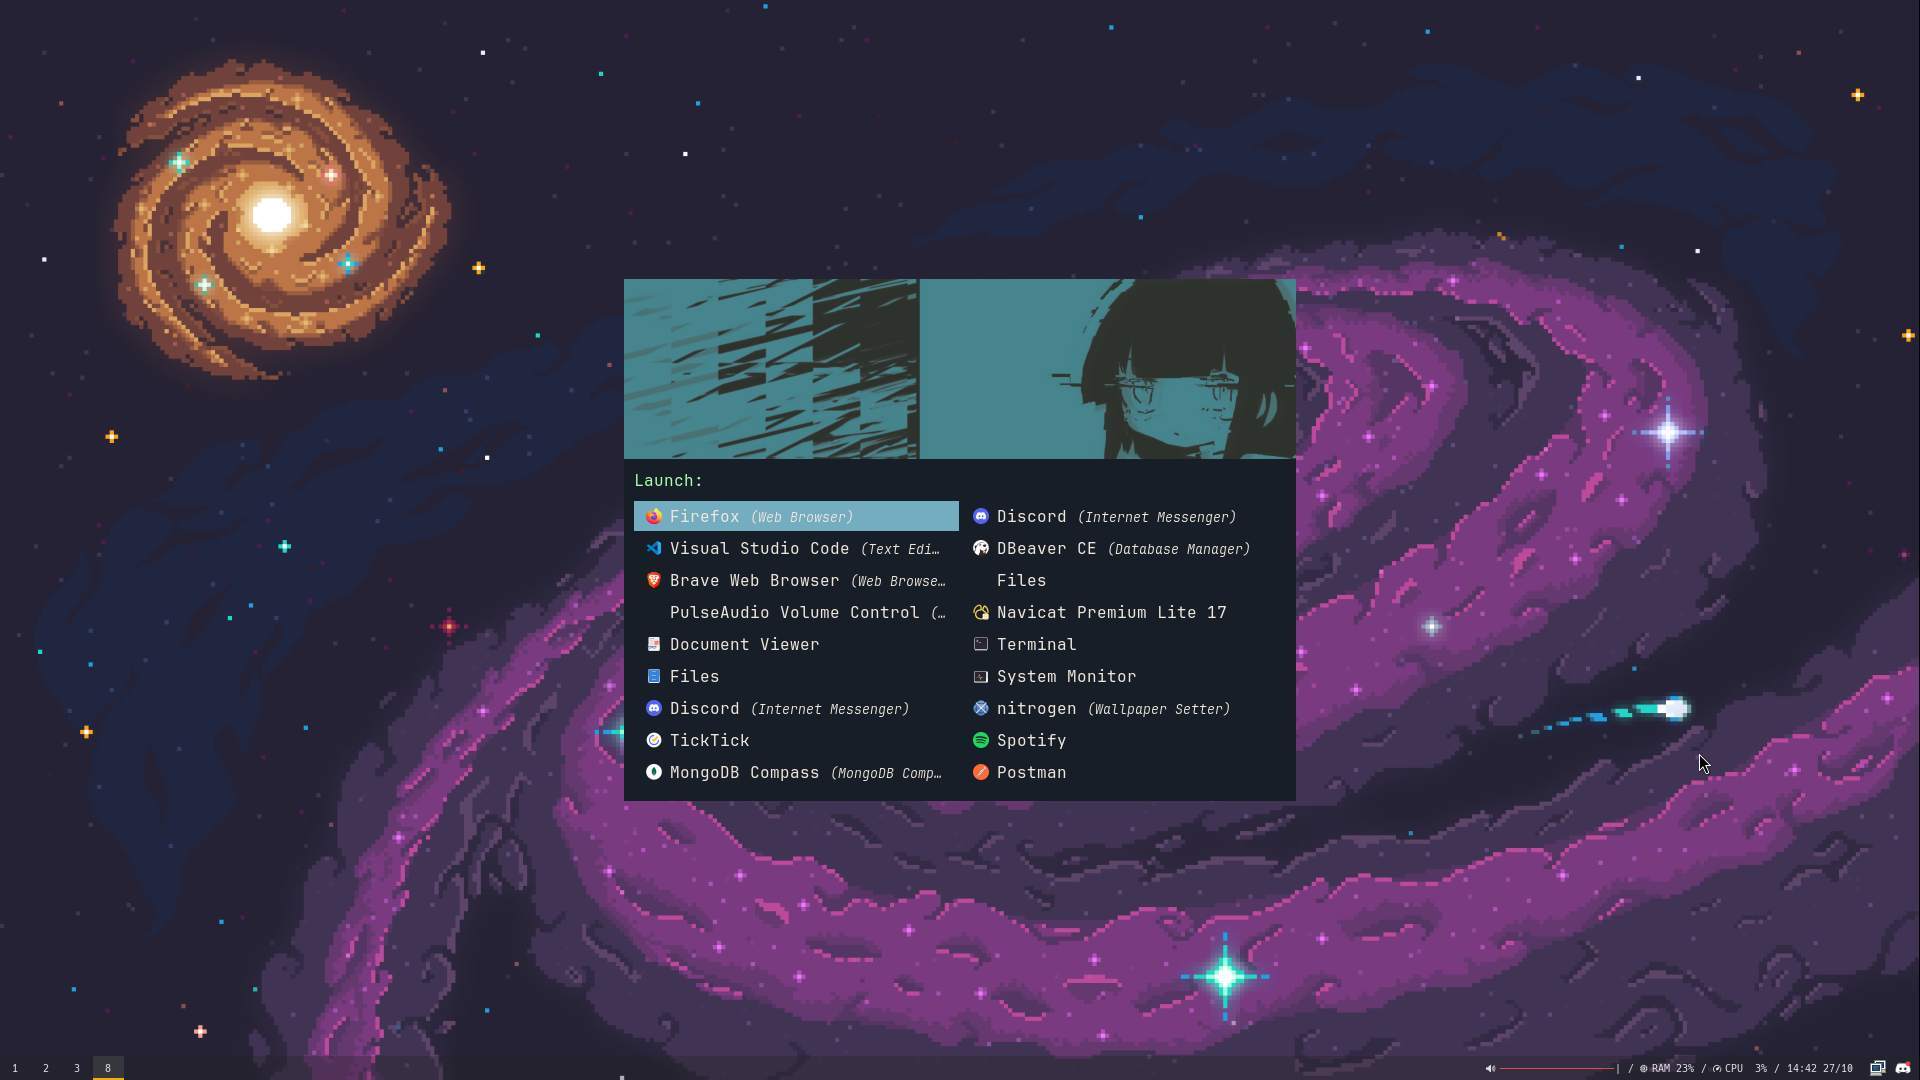 Launch:
Firefox (Web Browser)
Discord (Internet Messenger)
Visual Studio Code (Text Edi…
DBeaver CE (Database Manager)
Brave Web Browser (Web Browse…
Files
PulseAudio Volume Control (…
Navicat Premium Lite 17
Document Viewer
Terminal
Files
System Monitor
Discord (Internet Messenger)
nitrogen (Wallpaper Setter)
TickTick
Spotify
MongoDB Compass (MongoDB Comp…
Postman
1 2 3 8
| / RAM 23% / CPU 3% / 14:42 27/10